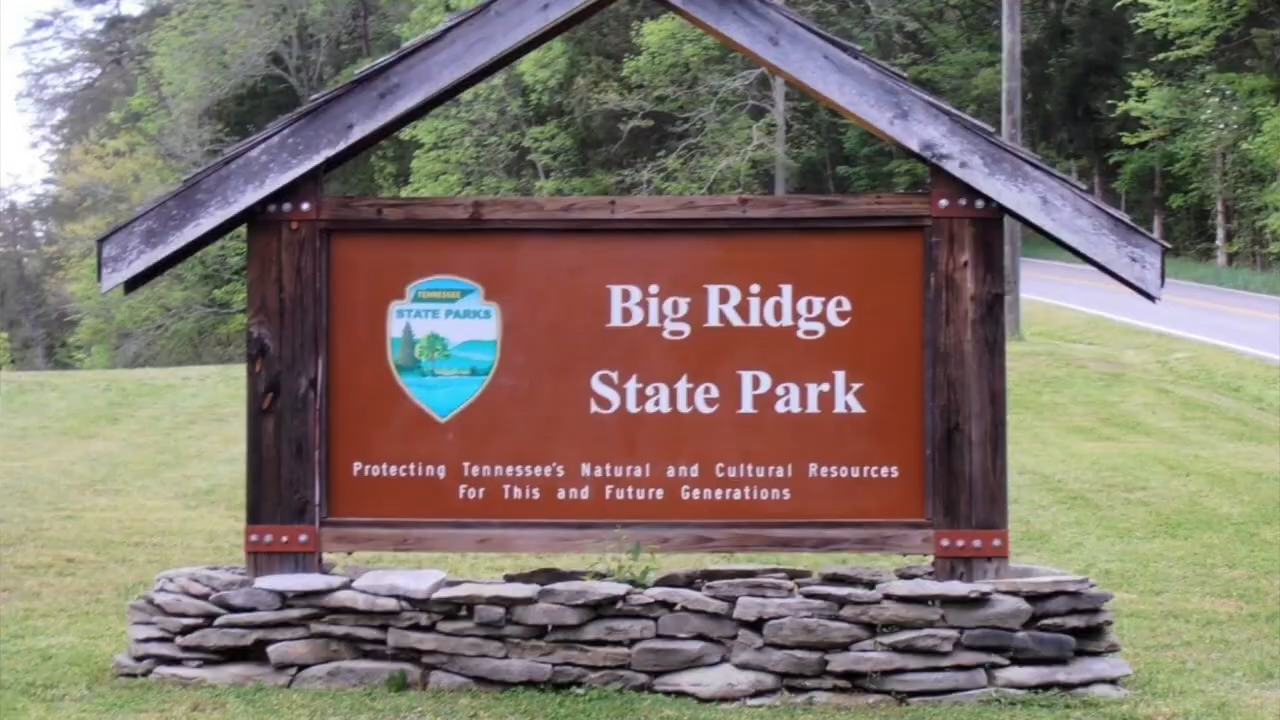 TENNESSEE
STATE PARKS
Big Ridge
State Park
Protecting Tennessee's Natural and Cultural Resources
For This and Future Generations